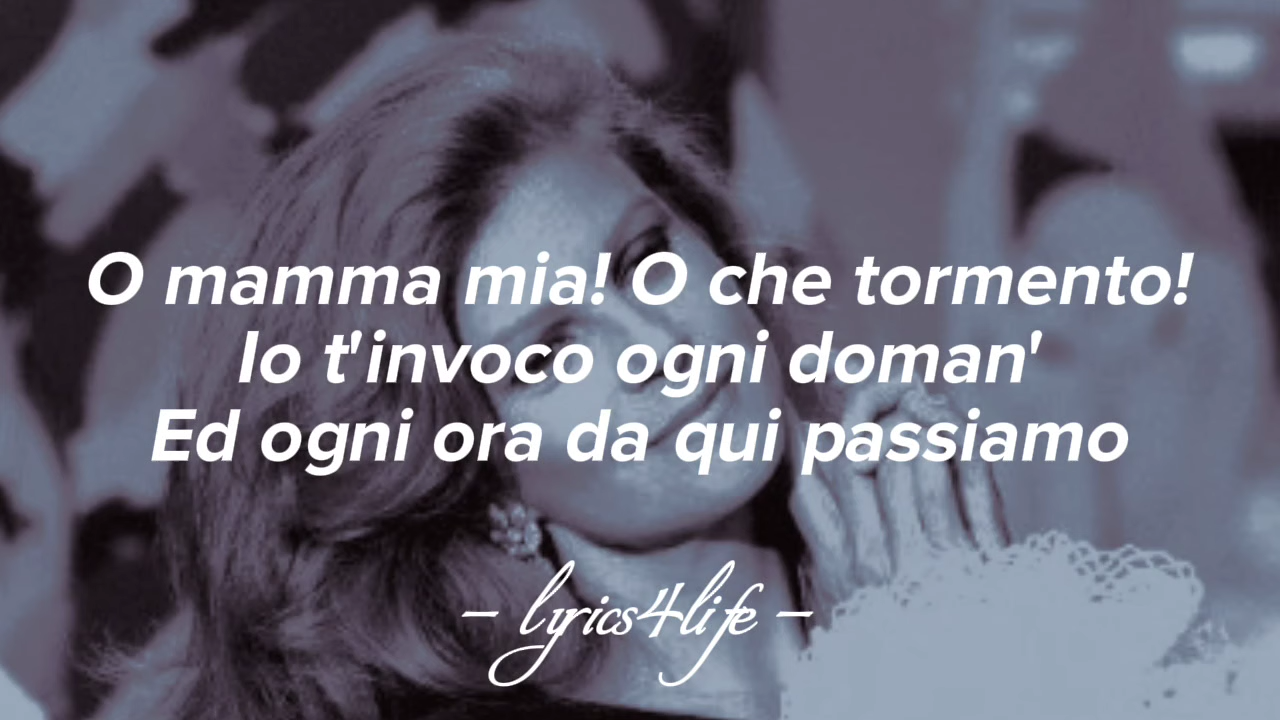 O mamma mia! O che tormento!
Io t'invoco ogni doman'
Ed ogni ora da qui passiamo
– lyrics4life –